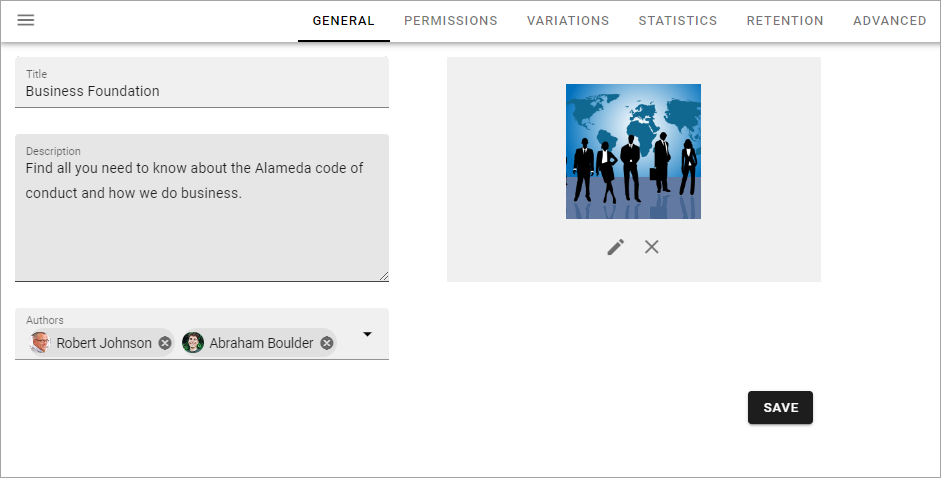 GENERAL PERMISSIONS VARIATIONS STATISTICS RETENTION ADVANCED
Title
Business Foundation
Description
Find all you need to know about the Alameda code of
conduct and how we do business.
Authors
Robert Johnson Abraham Boulder
SAVE